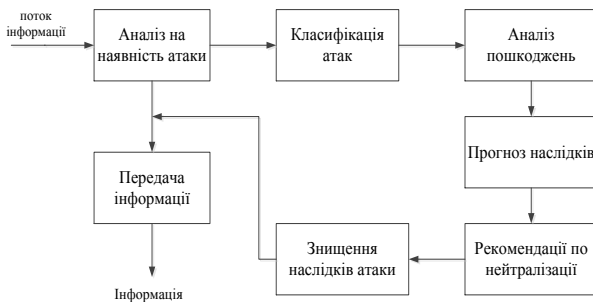 поток
інформації
Аналіз на
наявність атаки
Класифікація
атак
Аналіз
пошкоджень
Прогноз наслідків
Рекомендації по
нейтралізації
Знищення
наслідків атаки
Передача
інформації
Інформація